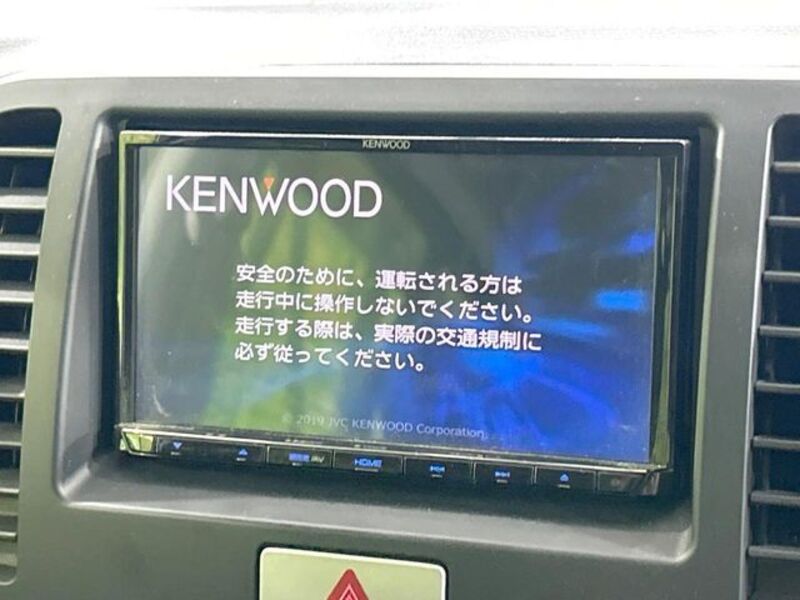 KENWOOD
KENWOOD
安全のために、運転される方は
走行中に操作しないでください。
走行する際は、実際の交通規制に
必ず従ってください。
© 2019 JVC KENWOOD Corporation
HOME